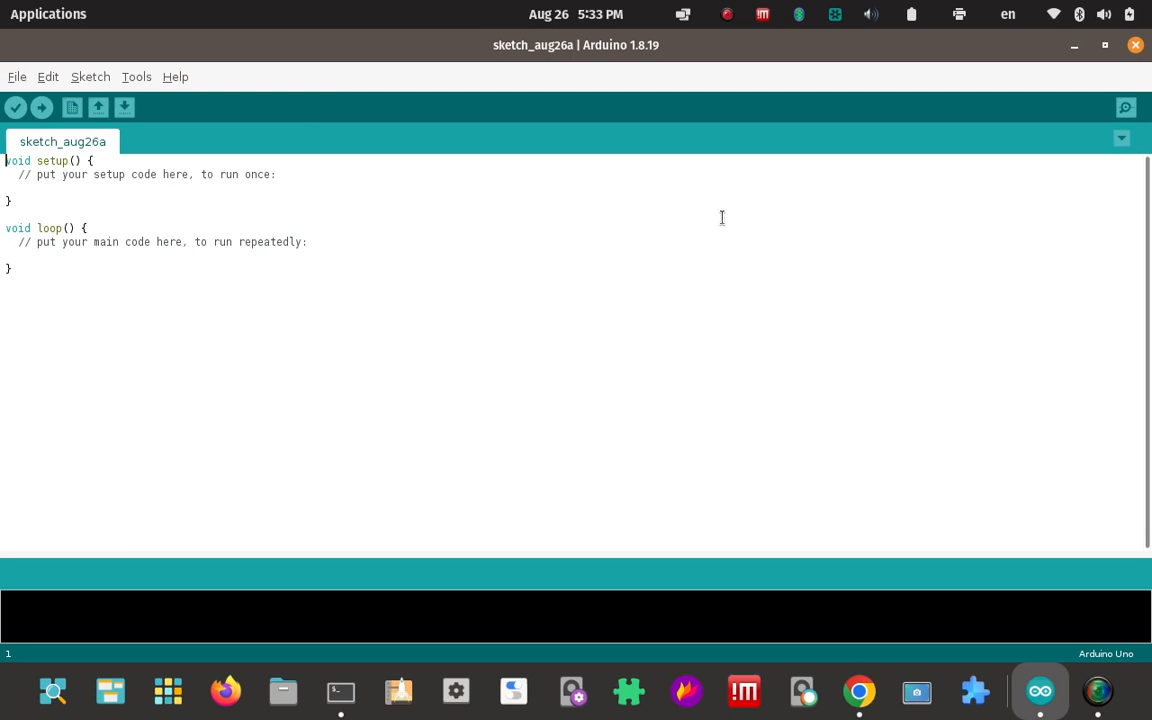 Applications
Aug 26 5:33 PM
en
sketch_aug26a | Arduino 1.8.19
File Edit Sketch Tools Help
sketch_aug26a
void setup() {
  // put your setup code here, to run once:
}
void loop() {
  // put your main code here, to run repeatedly:
}
1
Arduino Uno